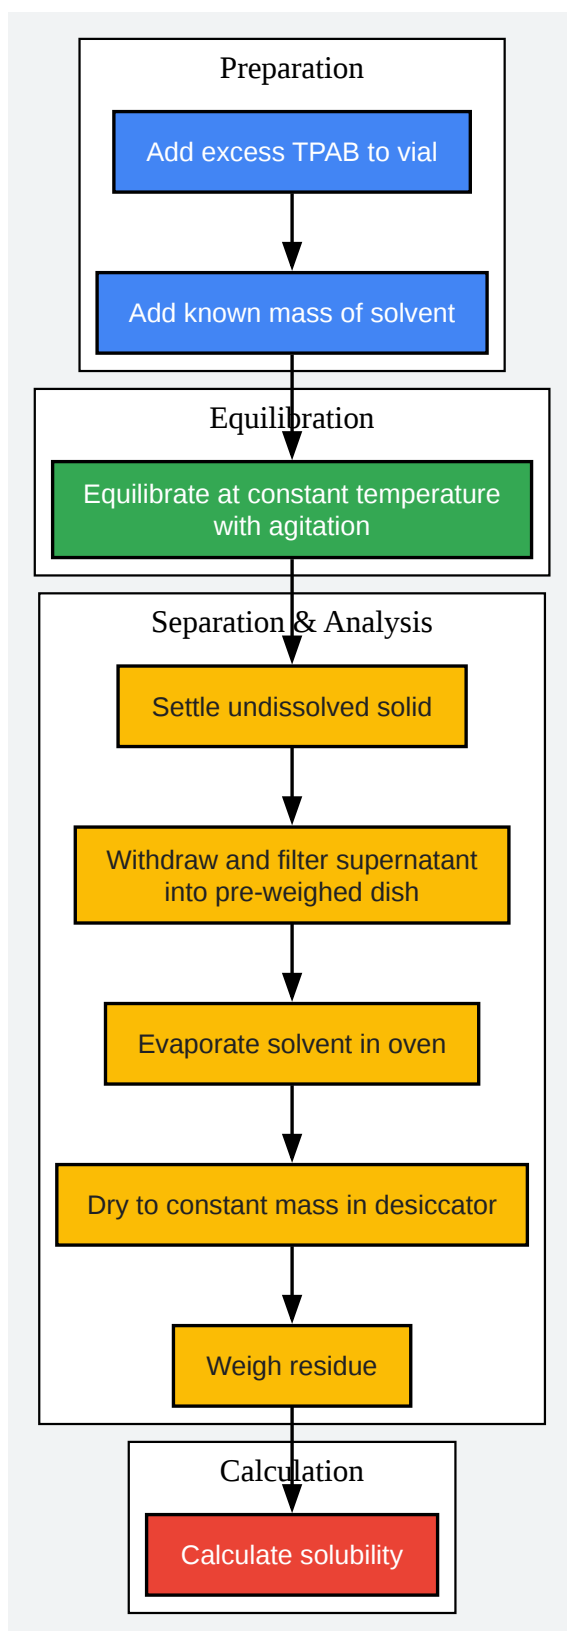 Preparation
Add excess TPAB to vial
Add known mass of solvent
Equilibration
Equilibrate at constant temperature
with agitation
Separation & Analysis
Settle undissolved solid
Withdraw and filter supernatant
into pre-weighed dish
Evaporate solvent in oven
Dry to constant mass in desiccator
Weigh residue
Calculation
Calculate solubility